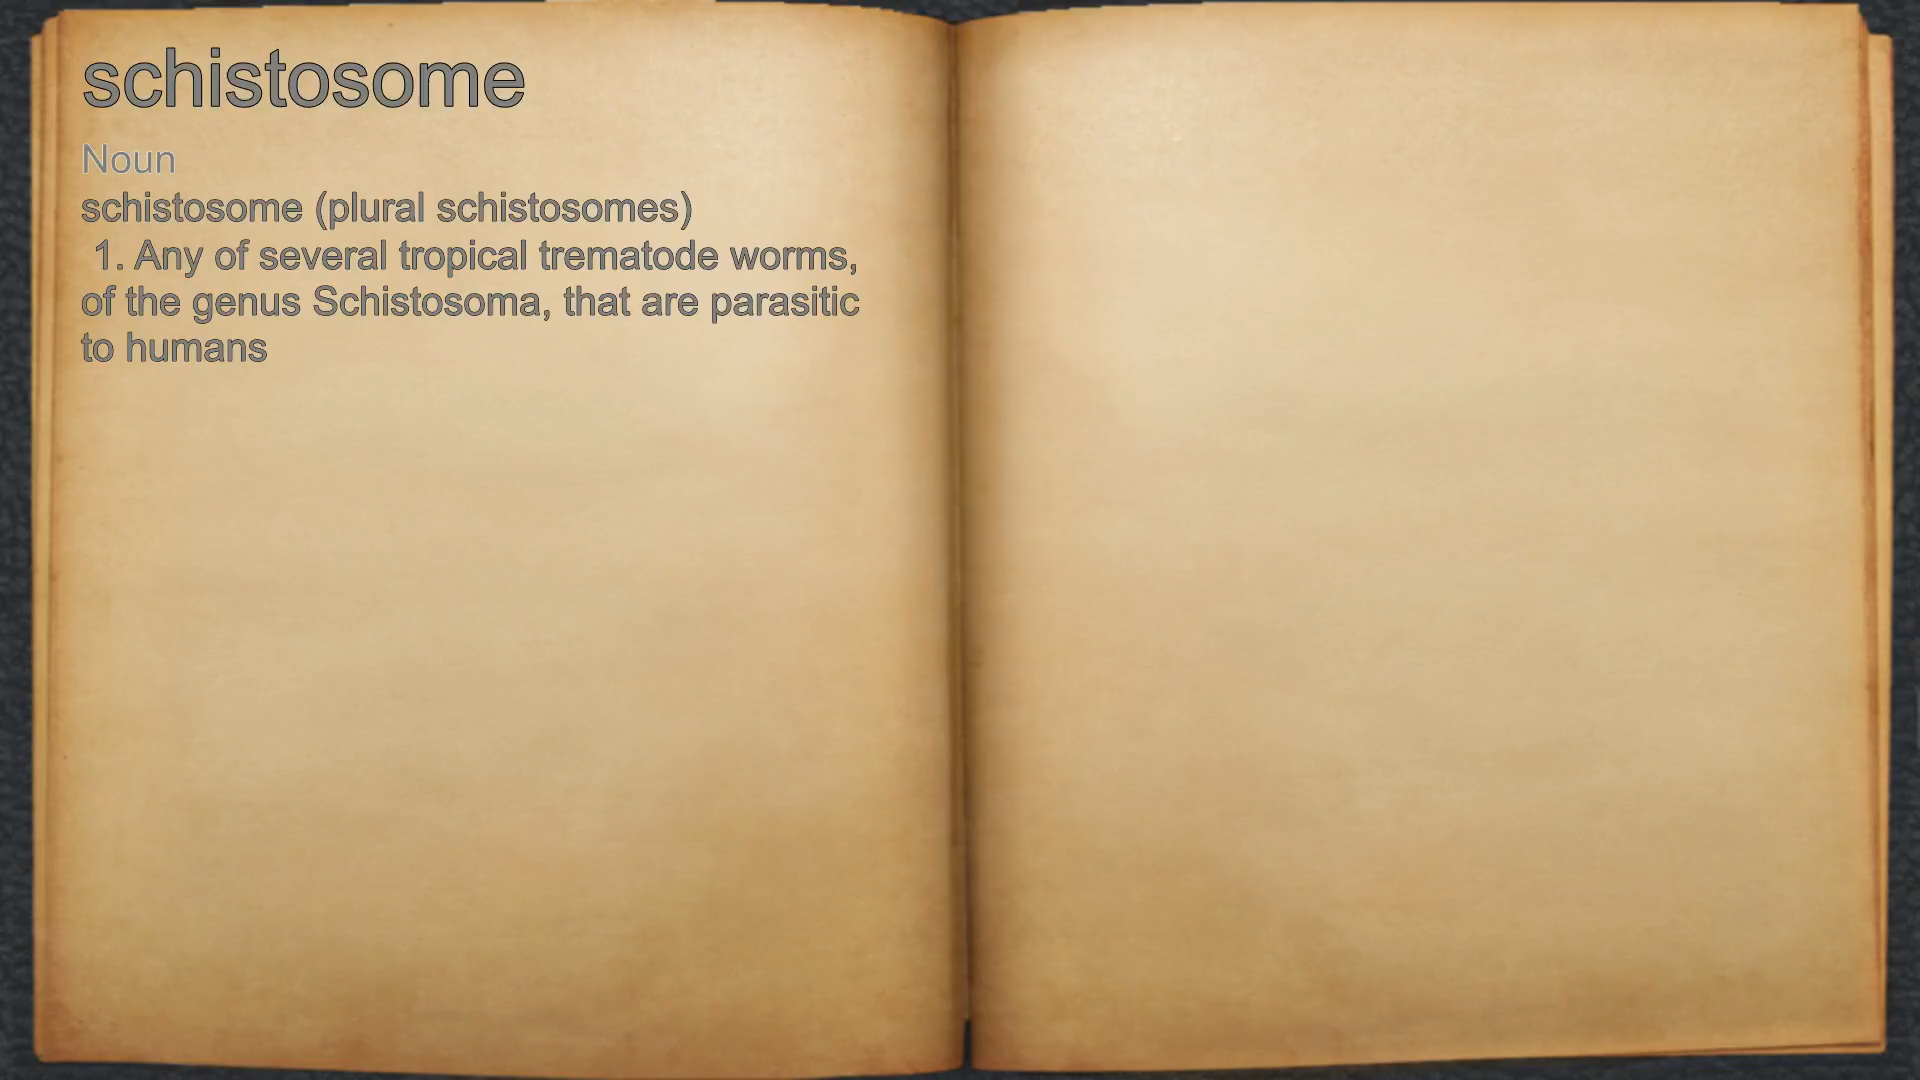 schistosome
Noun
schistosome (plural schistosomes)
1. Any of several tropical trematode worms,
of the genus Schistosoma, that are parasitic
to humans